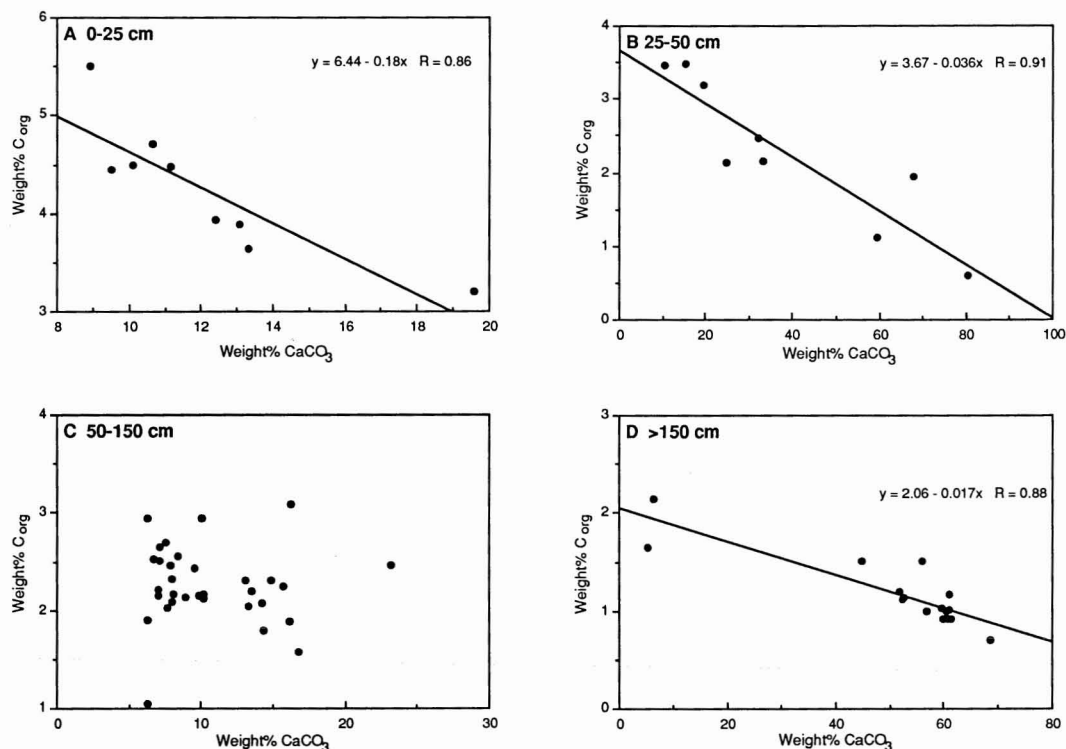 A 0-25 cm
y = 6.44 - 0.18x R = 0.86
6
5
4
3
Weight% C org
8 10 12 14 16 18 20
Weight% CaCO3
B 25-50 cm
y = 3.67 - 0.036x R = 0.91
4
3
2
1
0
Weight% C org
0 20 40 60 80 100
Weight% CaCO3
C 50-150 cm
4
3
2
1
Weight% C org
0 10 20 30
Weight% CaCO3
D >150 cm
y = 2.06 - 0.017x R = 0.88
3
2
1
0
Weight% C org
0 20 40 60 80
Weight% CaCO3